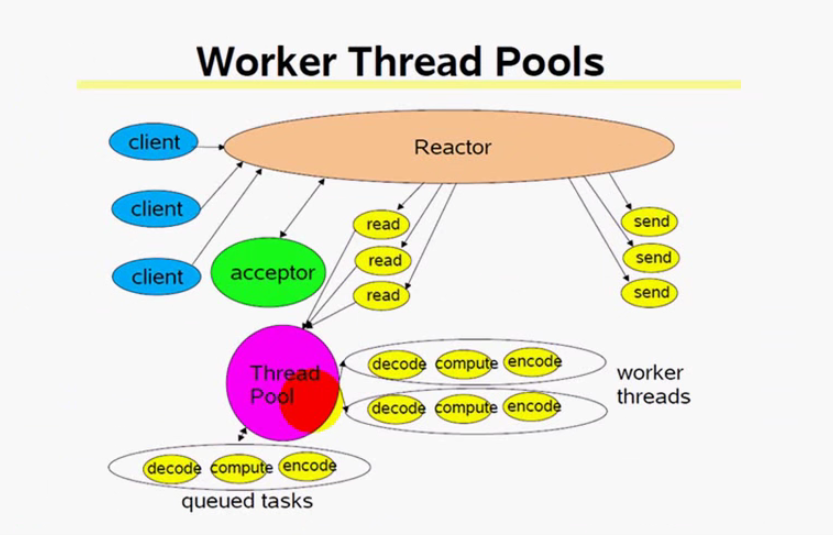 Worker Thread Pools
client
Reactor
client
client
acceptor
read
read
read
send
send
send
Thread
Pool
decode compute encode
decode compute encode
worker
threads
decode compute encode
queued tasks